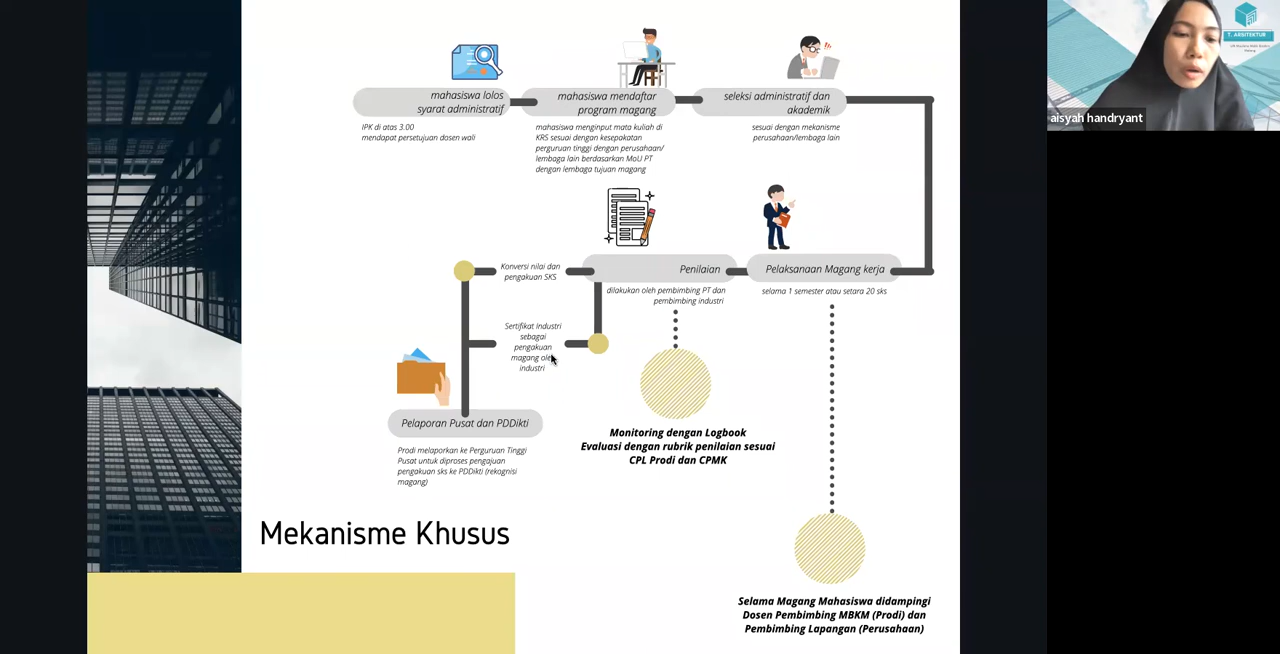 mahasiswa lolos
syarat administratif
IPK di atas 3.00
mendapat persetujuan dosen wali
mahasiswa mendaftar
program magang
mahasiswa menginput mata kuliah di
KRS sesuai dengan kesepakatan
perguruan tinggi dengan perusahaan/
lembaga lain berdasarkan MoU PT
dengan lembaga tujuan magang
seleksi administratif dan
akademik
sesuai dengan mekanisme
perusahaan/lembaga lain
Pelaksanaan Magang kerja
selama 1 semester atau setara 20 sks
Penilaian
dilakukan oleh pembimbing PT dan
pembimbing industri
Konversi nilai dan
pengakuan SKS
Sertifikat Industri
sebagai
pengakuan
magang oleh
industri
Pelaporan Pusat dan PDDikti
Prodi melaporkan ke Perguruan Tinggi
Pusat untuk diproses pengajuan
pengakuan sks ke PDDikti (rekognisi
magang)
Monitoring dengan Logbook
Evaluasi dengan rubrik penilaian sesuai
CPL Prodi dan CPMK
Selama Magang Mahasiswa didampingi
Dosen Pembimbing MBKM (Prodi) dan
Pembimbing Lapangan (Perusahaan)
Mekanisme Khusus
T. ARSITEKTUR
aisyah handryant